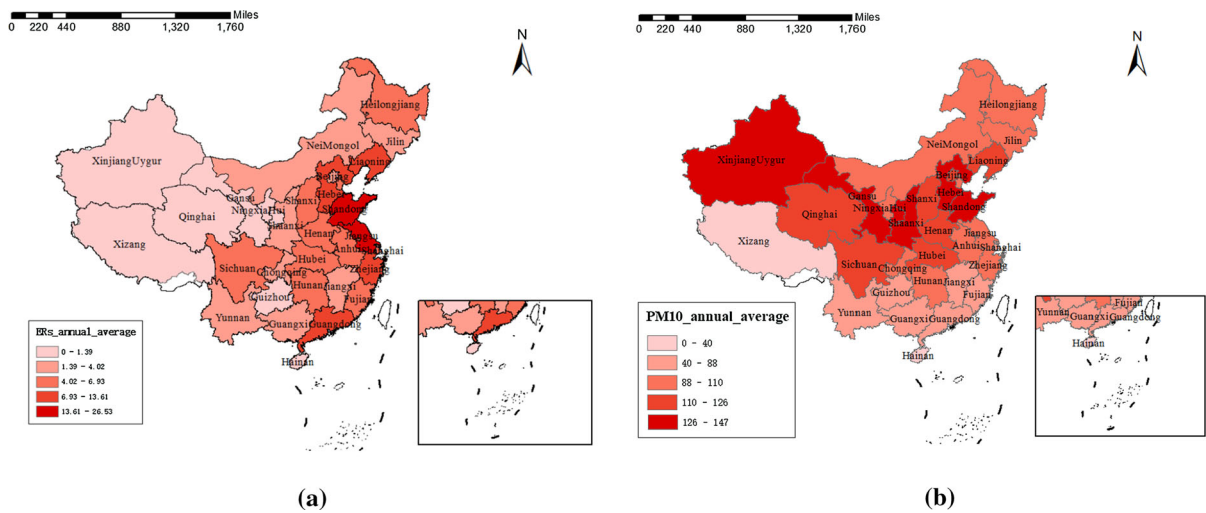 Miles
0 220 440 880 1,320 1,760
N
Heilongjiang
NeiMongol
Jilin
XinjiangUygur
Liaoning
Beijing
Gansu
Hebei
Qinghai
NingxiaHui
Shanxi
Shandong
Shaanxi
Henan
Jiangsu
Xizang
Anhui
Shanghai
Hubei
Sichuan
Chongqing
Zhejiang
Hunan
Jiangxi
Guizhou
Fujian
Yunnan
Guangxi
Guangdong
Hainan
ERs_annual_average
0 - 1.39
1.39 - 4.02
4.02 - 6.93
6.93 - 13.61
13.61 - 26.53
(a)
Miles
0 220 440 880 1,320 1,760
N
Heilongjiang
NeiMongol
Jilin
XinjiangUygur
Liaoning
Beijing
Gansu
Hebei
Qinghai
NingxiaHui
Shanxi
Shandong
Shaanxi
Henan
Jiangsu
Xizang
Anhui
Shanghai
Hubei
Sichuan
Chongqing
Zhejiang
Hunan
Jiangxi
Guizhou
Fujian
Yunnan
Guangxi
Guangdong
Hainan
PM10_annual_average
0 - 40
40 - 88
88 - 110
110 - 126
126 - 147
Yunnan
Guangxi
Fujian
Guangdong
Hainan
(b)